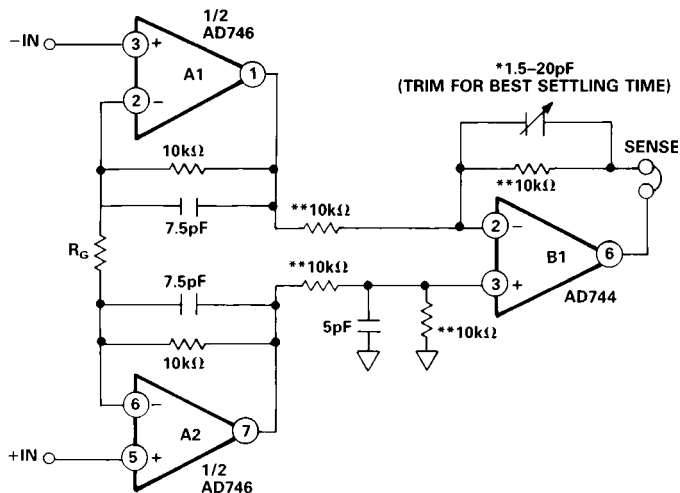 1/2
AD746
–IN
3
+
A1
1
2
–
*1.5–20pF
(TRIM FOR BEST SETTLING TIME)
10kΩ
SENSE
**10kΩ
7.5pF
**10kΩ
2
–
RG
B1
6
7.5pF
**10kΩ
3
+
AD744
5pF
**10kΩ
10kΩ
6
–
A2
7
+IN
5
+
1/2
AD746